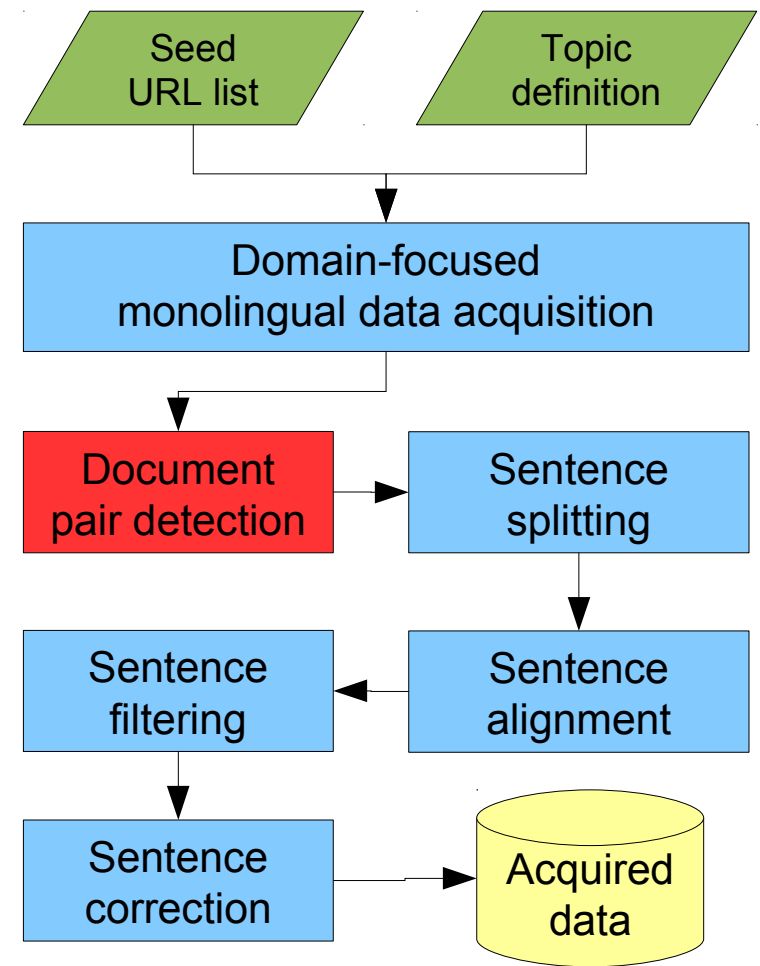 Seed
URL list
Topic
definition
Domain-focused
monolingual data acquisition
Document
pair detection
Sentence
splitting
Sentence
filtering
Sentence
alignment
Sentence
correction
Acquired
data